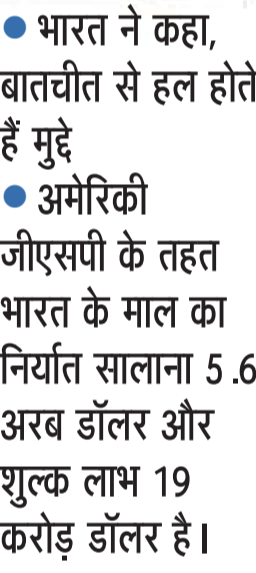 ● भारत ने कहा,
बातचीत से हल होते
हैं मुद्दे
● अमेरिकी
जीएसपी के तहत
भारत के माल का
निर्यात सालाना 5 .6
अरब डॉलर और
शुल्क लाभ 19
करोड़ डॉलर है।